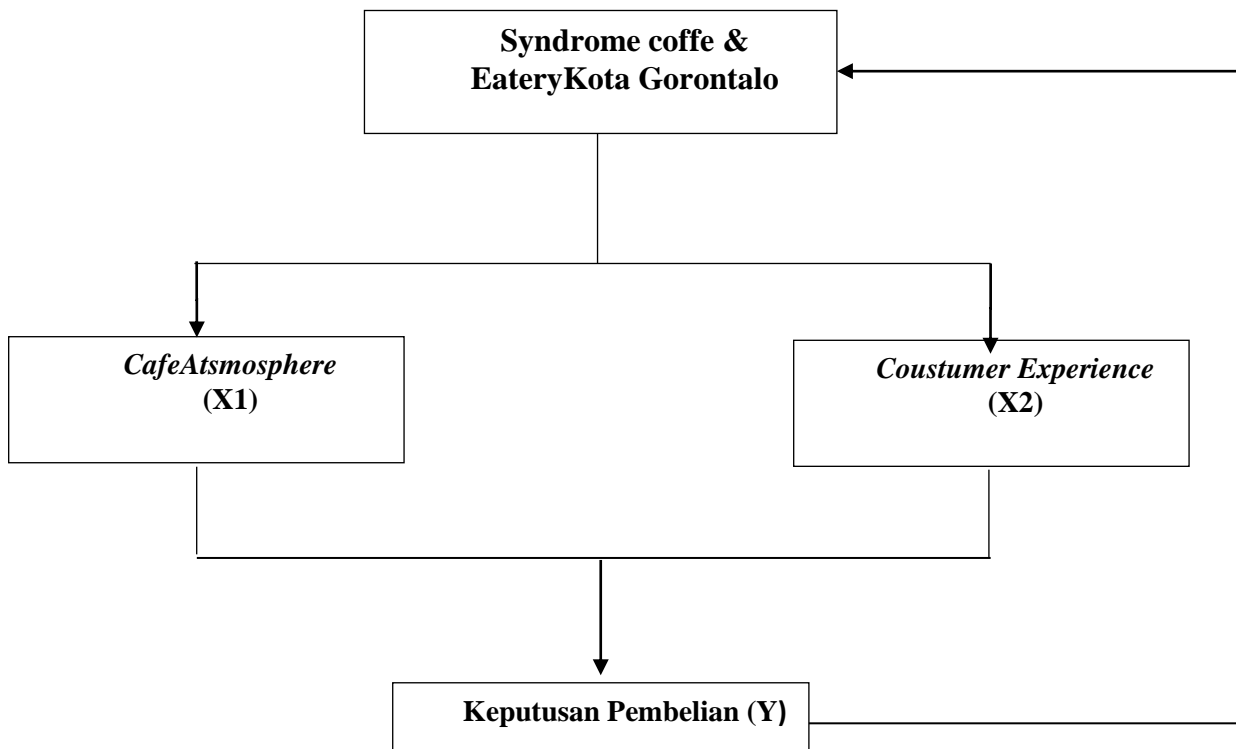 Syndrome coffe &
EateryKota Gorontalo
CafeAtsmosphere
(X1)
Coustumer Experience
(X2)
Keputusan Pembelian (Y)